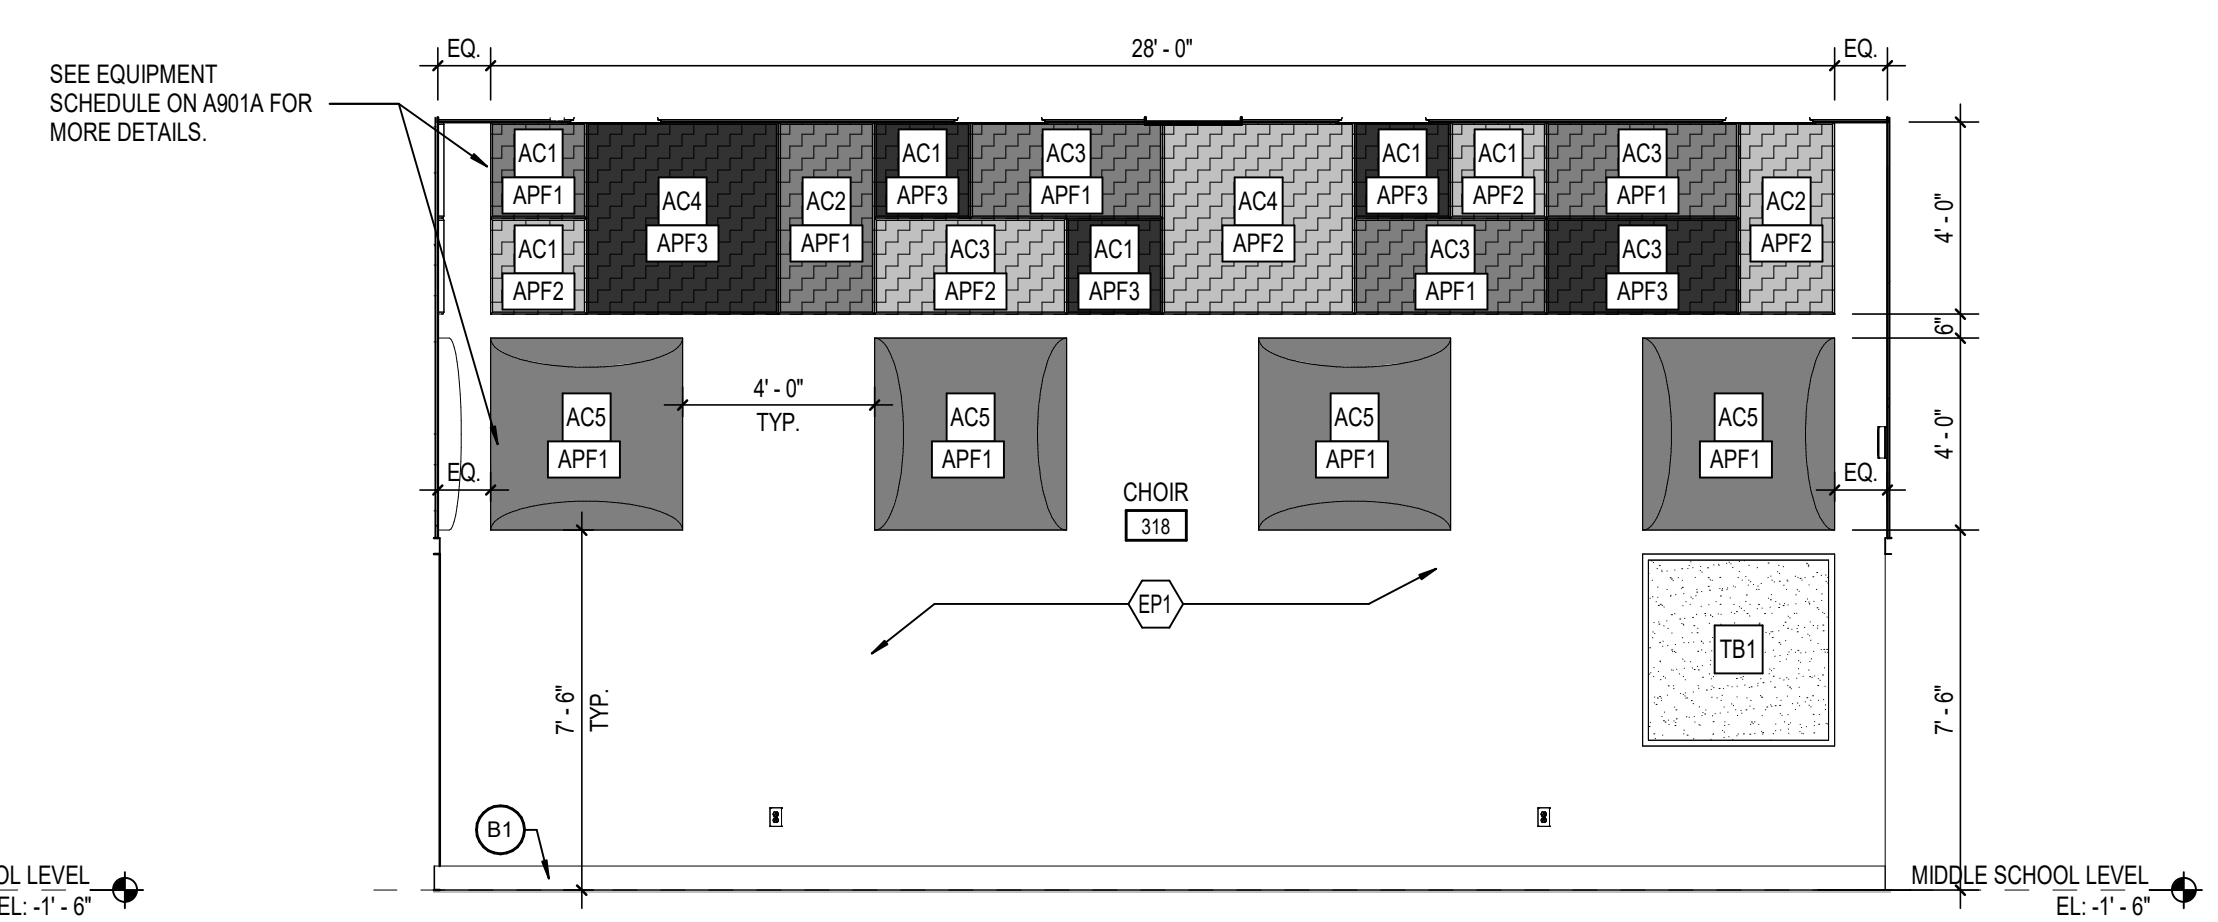 EQ.
28' - 0"
EQ.
SEE EQUIPMENT
SCHEDULE ON A901A FOR
MORE DETAILS.
AC1
APF1
AC4
APF3
AC2
APF1
AC1
APF3
AC3
APF1
AC4
APF2
AC1
APF3
AC1
APF2
AC3
APF1
AC2
APF2
4' - 0"
AC1
APF2
AC3
APF2
AC1
APF3
AC3
APF1
AC3
APF3
6"
AC5
APF1
4' - 0"
TYP.
AC5
APF1
AC5
APF1
AC5
APF1
4' - 0"
EQ.
EQ.
CHOIR
318
EP1
TB1
7' - 6"
TYP.
7' - 6"
B1
OL LEVEL
EL: -1' - 6"
MIDDLE SCHOOL LEVEL
EL: -1' - 6"